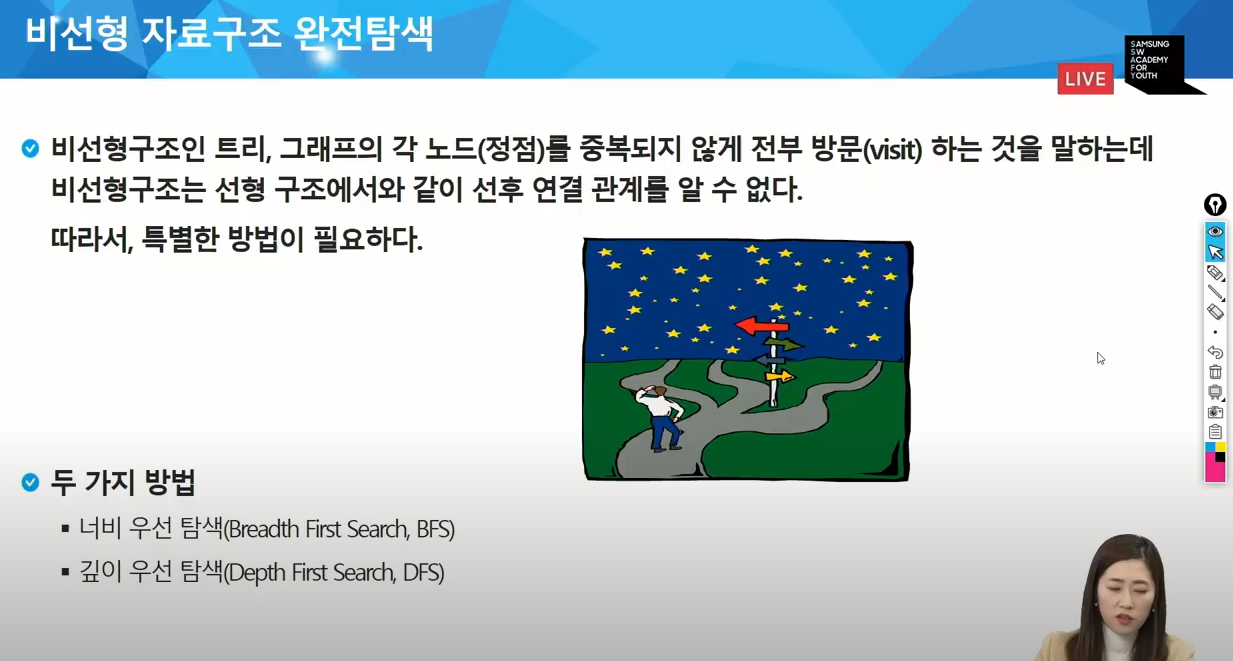 비선형 자료구조 완전탐색
SAMSUNG
SW
ACADEMY
FOR
YOUTH
LIVE
비선형구조인 트리, 그래프의 각 노드(정점)를 중복되지 않게 전부 방문(visit) 하는 것을 말하는데
비선형구조는 선형 구조에서와 같이 선후 연결 관계를 알 수 없다.
따라서, 특별한 방법이 필요하다.
두 가지 방법
너비 우선 탐색(Breadth First Search, BFS)
깊이 우선 탐색(Depth First Search, DFS)